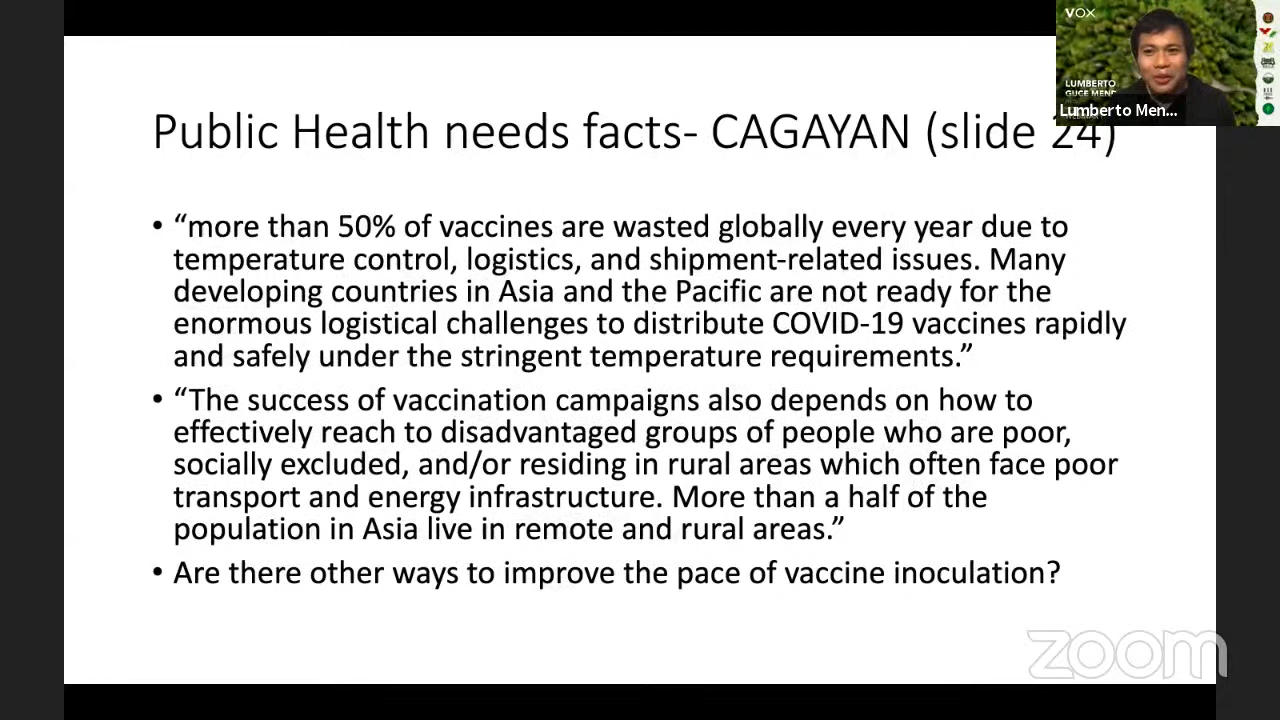 VOX
LUMBERTO
GUCE MEND
Lumberto Men...
Public Health needs facts- CAGAYAN (slide 24)
• “more than 50% of vaccines are wasted globally every year due to
temperature control, logistics, and shipment-related issues. Many
developing countries in Asia and the Pacific are not ready for the
enormous logistical challenges to distribute COVID-19 vaccines rapidly
and safely under the stringent temperature requirements.”
• “The success of vaccination campaigns also depends on how to
effectively reach to disadvantaged groups of people who are poor,
socially excluded, and/or residing in rural areas which often face poor
transport and energy infrastructure. More than a half of the
population in Asia live in remote and rural areas.”
• Are there other ways to improve the pace of vaccine inoculation?
zoom